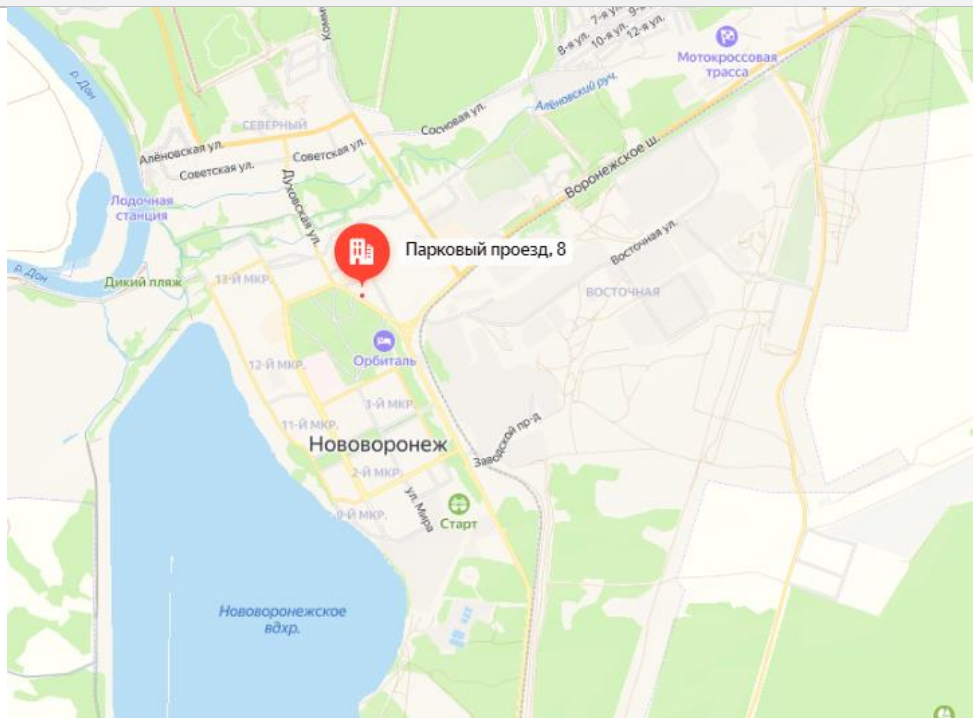 7-я ул.
8-я ул.
10-я ул.
12-я ул.
Мотокроссовая
трасса
р. Дон
Алёновский руч.
СЕВЕРНЫЙ
Сосновая ул.
Алёновская ул.
Советская ул.
Советская ул.
Воронежское ш.
Духовская ул.
Лодочная
станция
Парковый проезд, 8
Восточная ул.
р. Дон
Дикий пляж
13-Й МКР.
ВОСТОЧНАЯ
Орбиталь
12-Й МКР.
3-Й МКР.
11-Й МКР.
Нововоронеж
Заводской пр-д
2-Й МКР.
ул. Мира
Старт
Нововоронежское
вдхр.